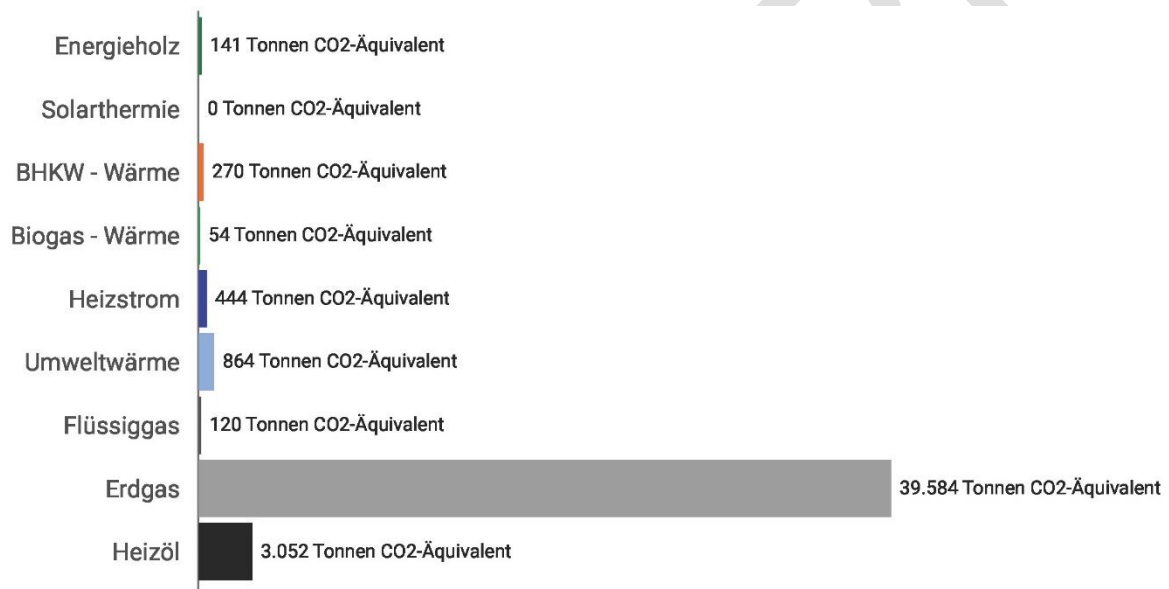 Energieholz 141 Tonnen CO2-Äquivalent
Solarthermie 0 Tonnen CO2-Äquivalent
BHKW - Wärme 270 Tonnen CO2-Äquivalent
Biogas - Wärme 54 Tonnen CO2-Äquivalent
Heizstrom 444 Tonnen CO2-Äquivalent
Umweltwärme 864 Tonnen CO2-Äquivalent
Flüssiggas 120 Tonnen CO2-Äquivalent
Erdgas 39.584 Tonnen CO2-Äquivalent
Heizöl 3.052 Tonnen CO2-Äquivalent